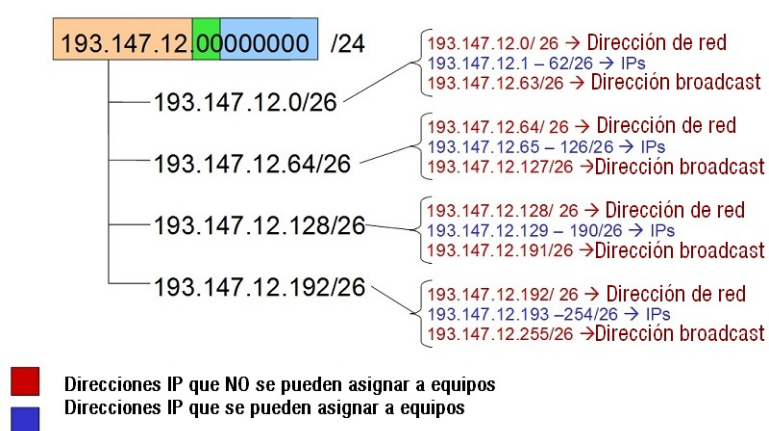 193.147.12.00000000 /24
193.147.12.0/26
193.147.12.0/ 26 → Dirección de red
193.147.12.1 – 62/26 → IPs
193.147.12.63/26 → Dirección broadcast
193.147.12.64/26
193.147.12.64/ 26 → Dirección de red
193.147.12.65 – 126/26 → IPs
193.147.12.127/26 →Dirección broadcast
193.147.12.128/26
193.147.12.128/ 26 → Dirección de red
193.147.12.129 – 190/26 → IPs
193.147.12.191/26 →Dirección broadcast
193.147.12.192/26
193.147.12.192/ 26 → Dirección de red
193.147.12.193 –254/26 → IPs
193.147.12.255/26 →Dirección broadcast
Direcciones IP que NO se pueden asignar a equipos
Direcciones IP que se pueden asignar a equipos